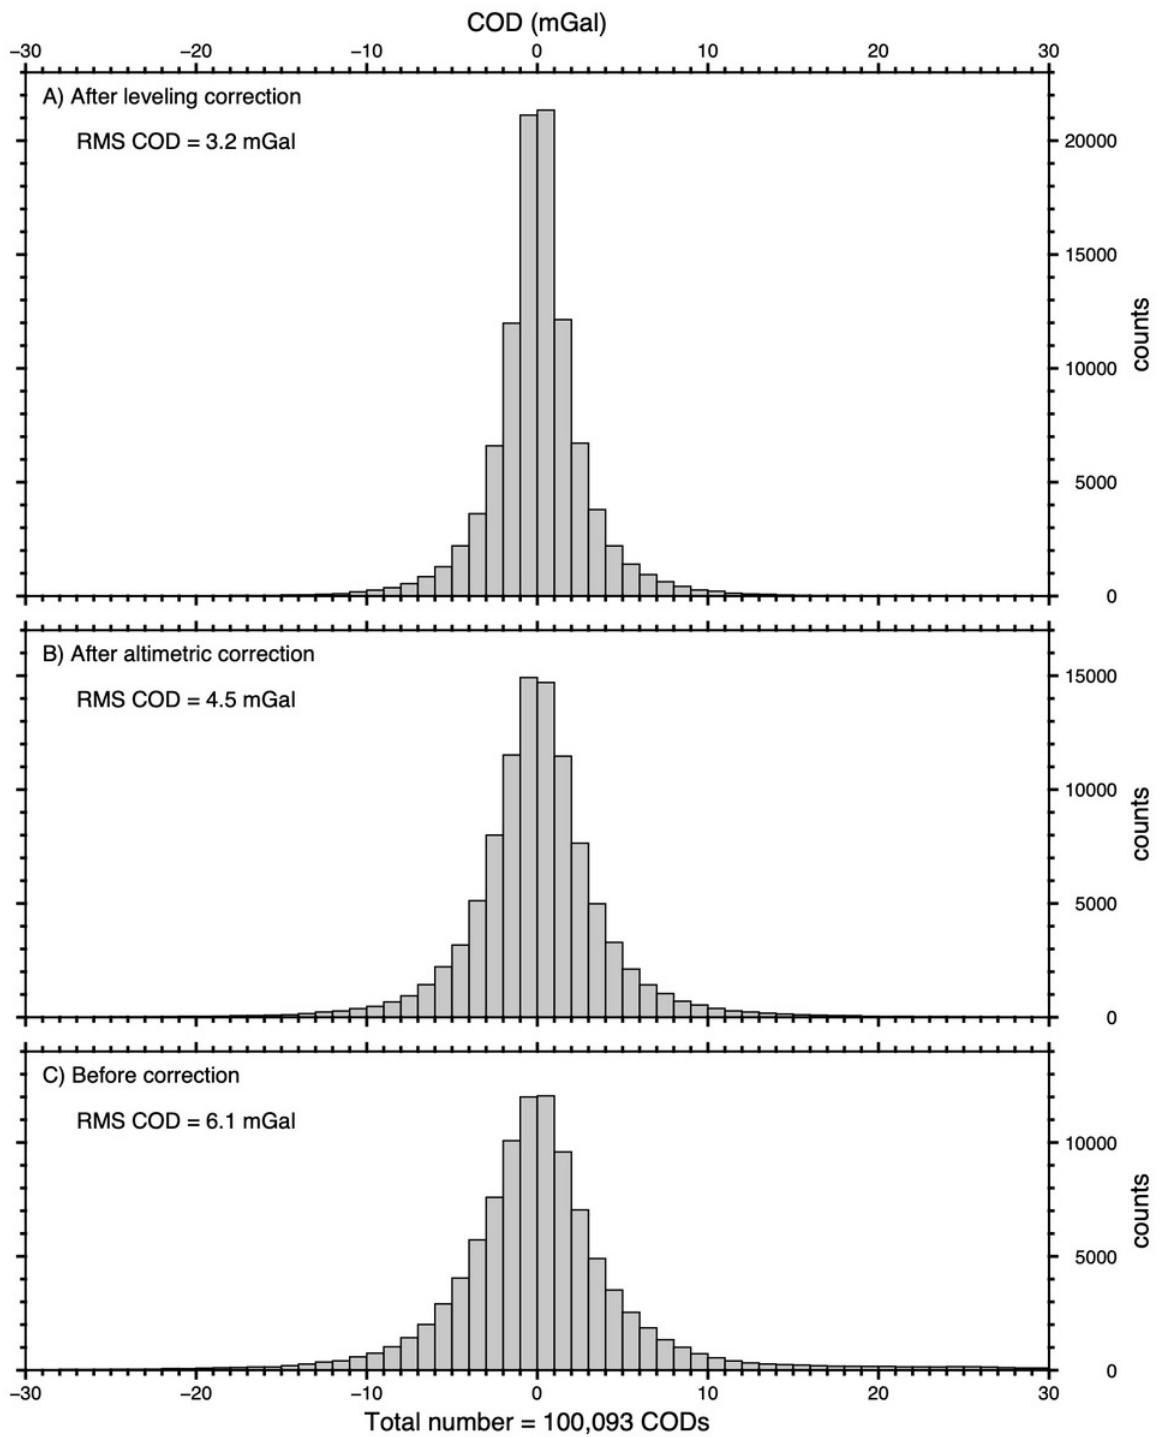 COD (mGal)
−30 −20 −10 0 10 20 30
A) After leveling correction
RMS COD = 3.2 mGal
20000
15000
10000
5000
0
counts
B) After altimetric correction
RMS COD = 4.5 mGal
15000
10000
5000
0
counts
C) Before correction
RMS COD = 6.1 mGal
10000
5000
0
counts
−30 −20 −10 0 10 20 30
Total number = 100,093 CODs